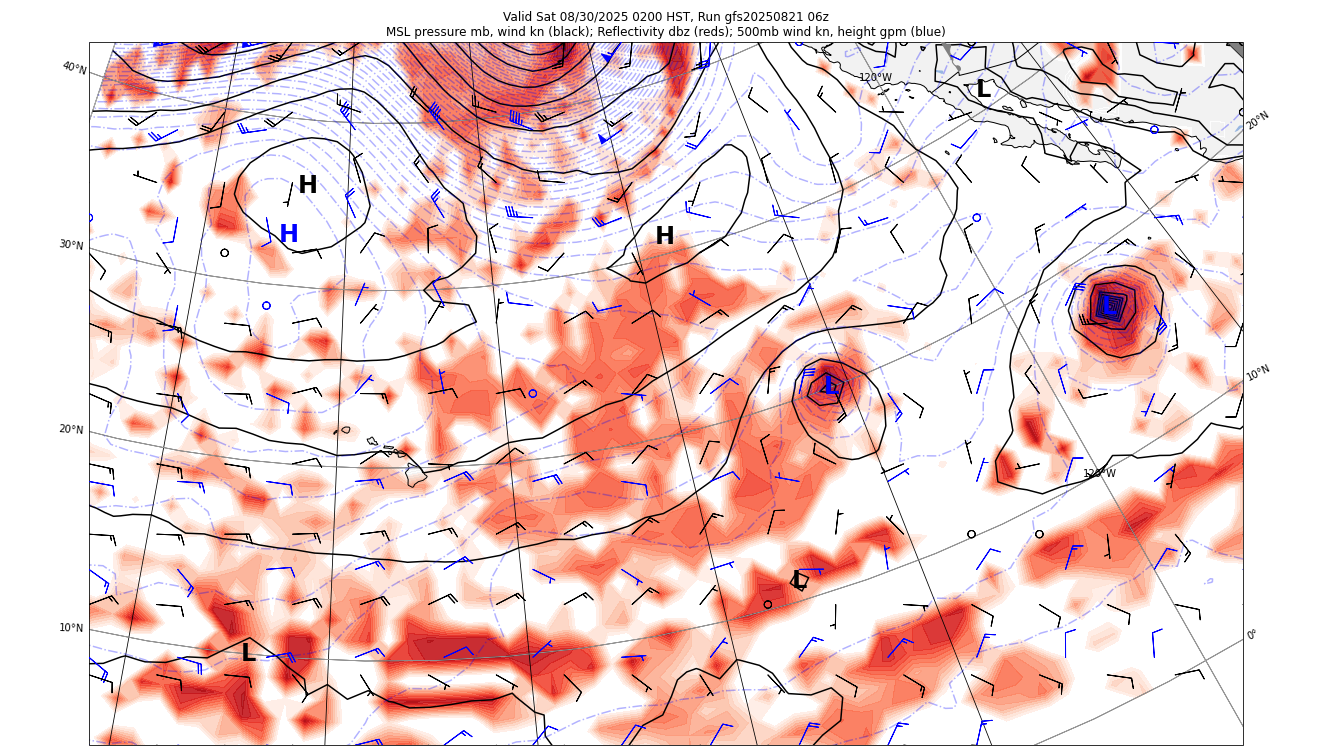 Valid Sat 08/30/2025 0200 HST, Run gfs20250821 06z
MSL pressure mb, wind kn (black); Reflectivity dbz (reds); 500mb wind kn, height gpm (blue)
40°N
120°W
L
20°N
H
H
30°N
H
L
L
10°N
20°N
120°W
L
10°N
0°
L